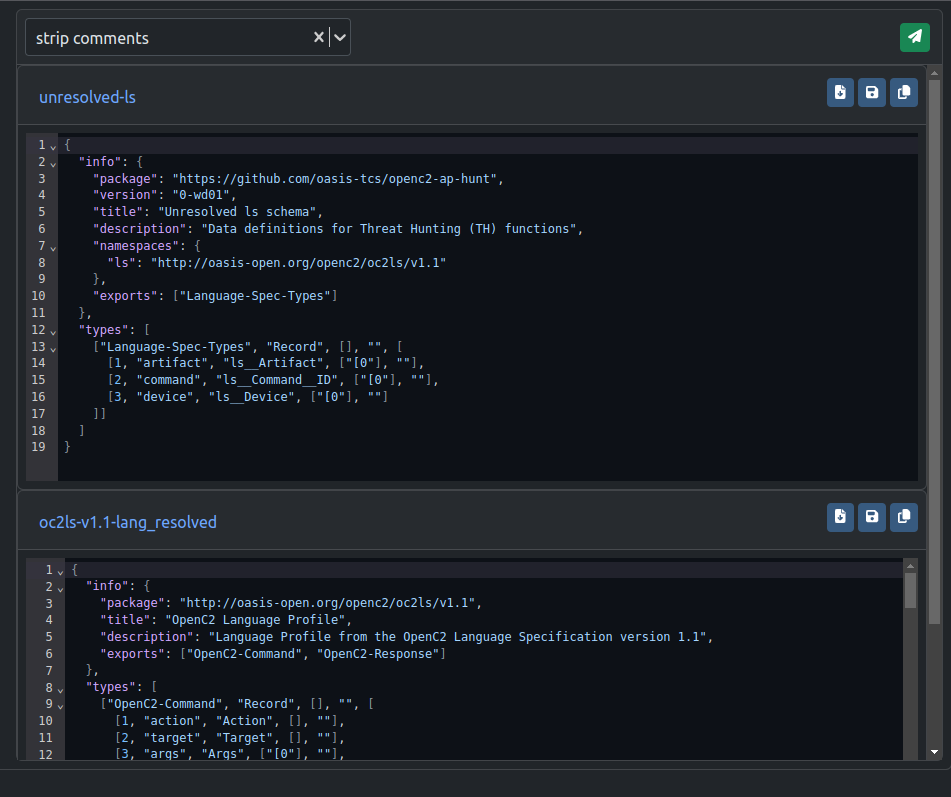 strip comments
unresolved-ls
1 {
2 "info": {
3 "package": "https://github.com/oasis-tcs/openc2-ap-hunt",
4 "version": "0-wd01",
5 "title": "Unresolved ls schema",
6 "description": "Data definitions for Threat Hunting (TH) functions",
7 "namespaces": {
8 "ls": "http://oasis-open.org/openc2/oc2ls/v1.1"
9 },
10 "exports": ["Language-Spec-Types"]
11 },
12 "types": [
13 ["Language-Spec-Types", "Record", [], "", [
14 [1, "artifact", "ls__Artifact", ["[0"], ""],
15 [2, "command", "ls__Command__ID", ["[0"], ""],
16 [3, "device", "ls__Device", ["[0"], ""]
17 ]]
18 ]
19 }
oc2ls-v1.1-lang_resolved
1 {
2 "info": {
3 "package": "http://oasis-open.org/openc2/oc2ls/v1.1",
4 "title": "OpenC2 Language Profile",
5 "description": "Language Profile from the OpenC2 Language Specification version 1.1",
6 "exports": ["OpenC2-Command", "OpenC2-Response"]
7 },
8 "types": [
9 ["OpenC2-Command", "Record", [], "", [
10 [1, "action", "Action", [], ""],
11 [2, "target", "Target", [], ""],
12 [3, "args", "Args", ["[0"], ""],